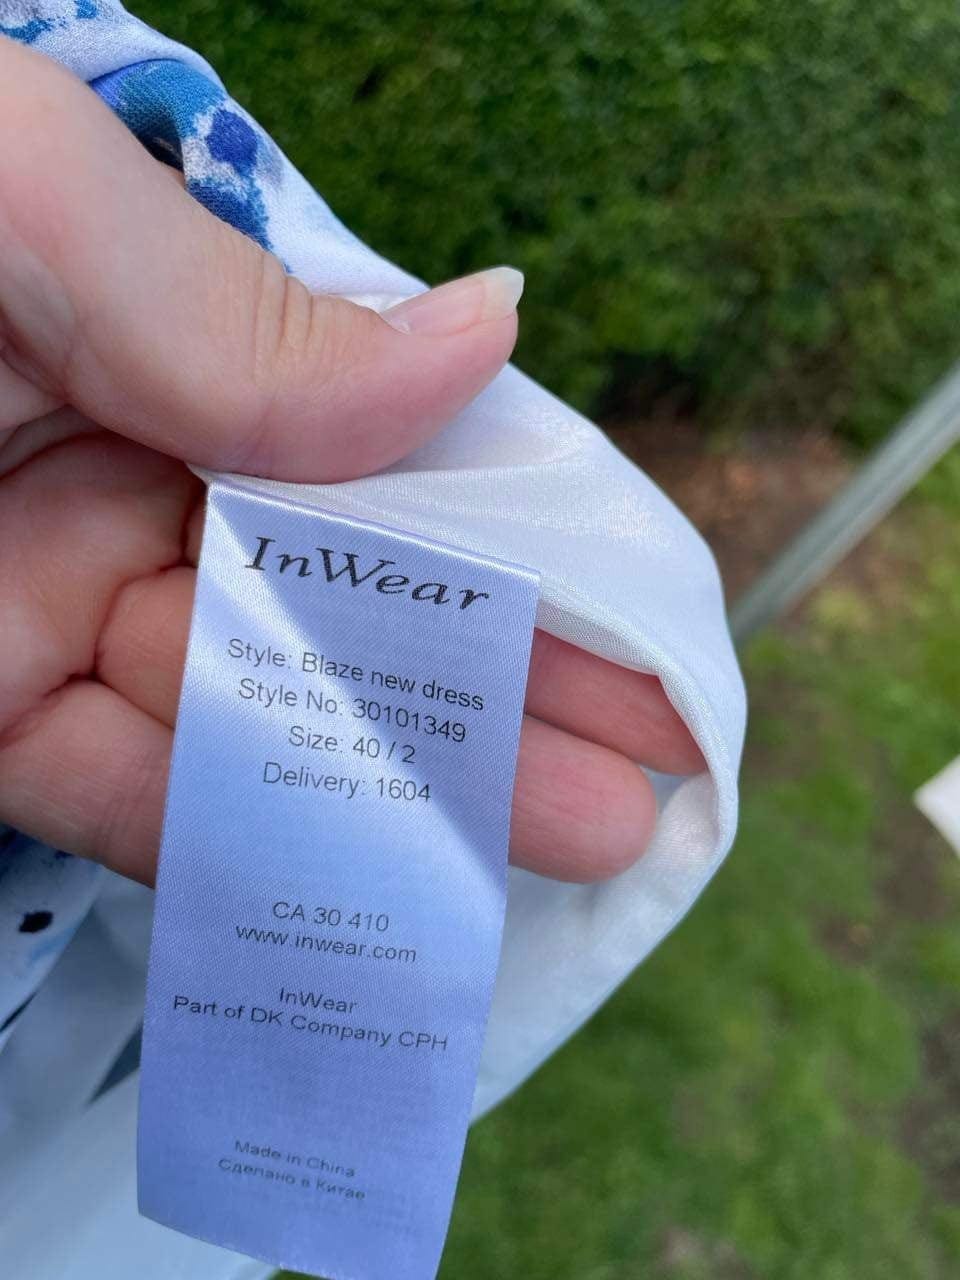 InWear
Style: Blaze new dress
Style No: 30101349
Size: 40 / 2
Delivery: 1604
CA 30 410
www.inwear.com
InWear
Part of DK Company CPH
Made in China
Сделано в Китае